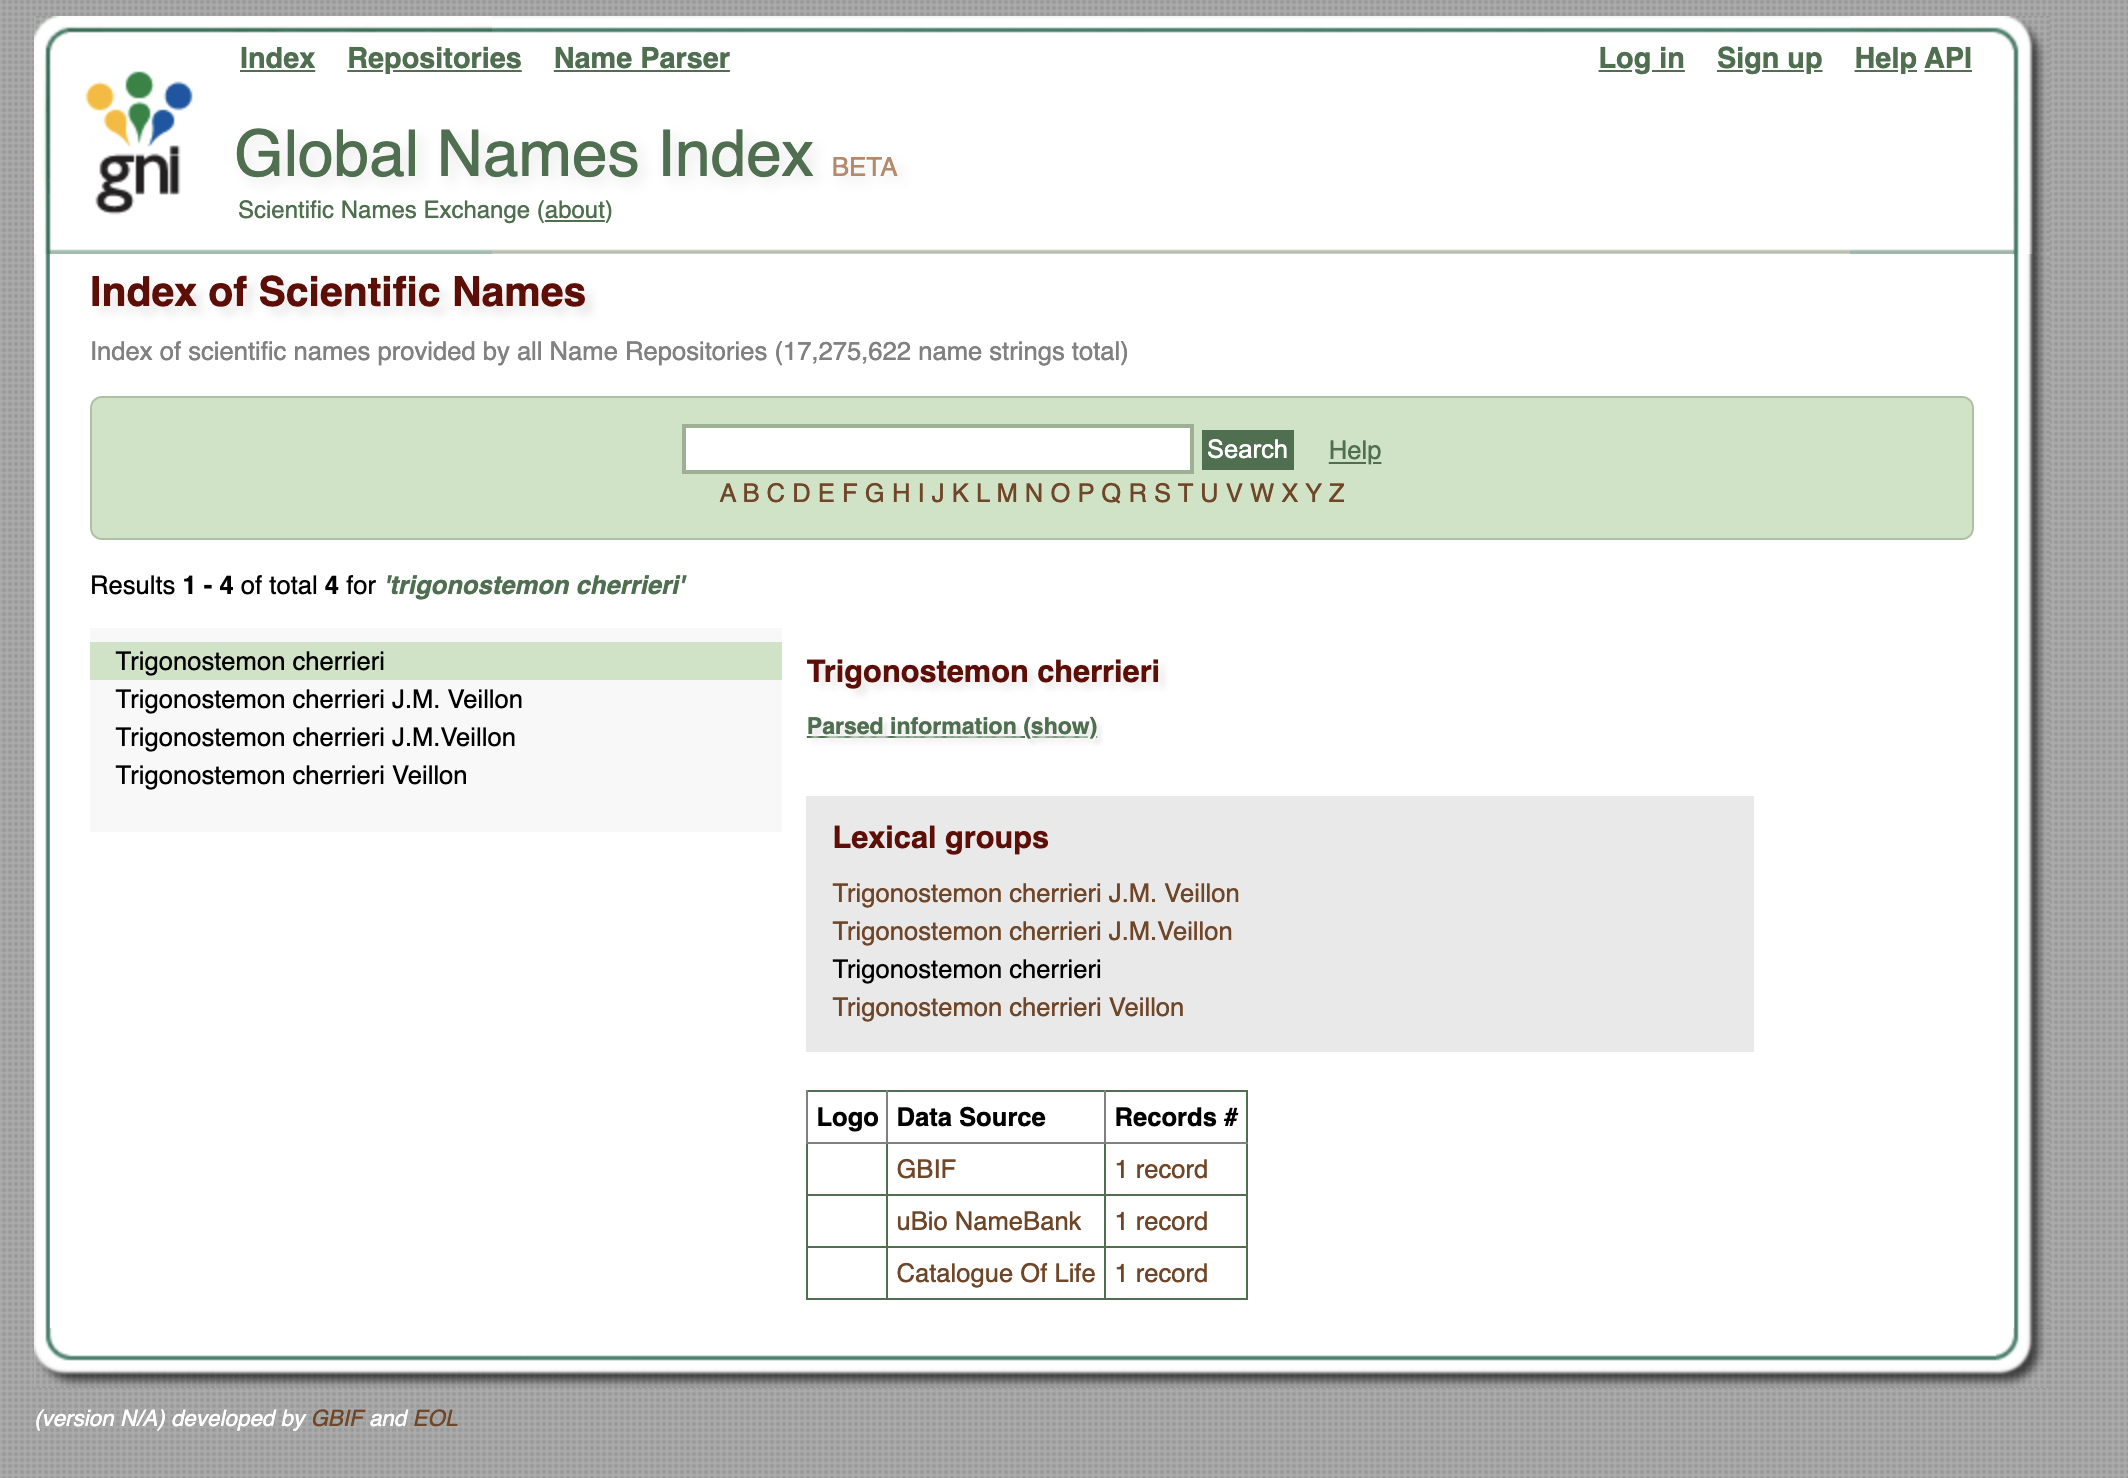 Index Repositories Name Parser Log in Sign up Help API
gni
Global Names Index BETA
Scientific Names Exchange (about)
Index of Scientific Names
Index of scientific names provided by all Name Repositories (17,275,622 name strings total)
Search Help
A B C D E F G H I J K L M N O P Q R S T U V W X Y Z
Results 1 - 4 of total 4 for 'trigonostemon cherrieri'
Trigonostemon cherrieri
Trigonostemon cherrieri J.M. Veillon
Trigonostemon cherrieri J.M.Veillon
Trigonostemon cherrieri Veillon
Trigonostemon cherrieri
Parsed information (show)
Lexical groups
Trigonostemon cherrieri J.M. Veillon
Trigonostemon cherrieri J.M.Veillon
Trigonostemon cherrieri
Trigonostemon cherrieri Veillon
Logo Data Source Records #
GBIF 1 record
uBio NameBank 1 record
Catalogue Of Life 1 record
(version N/A) developed by GBIF and EOL